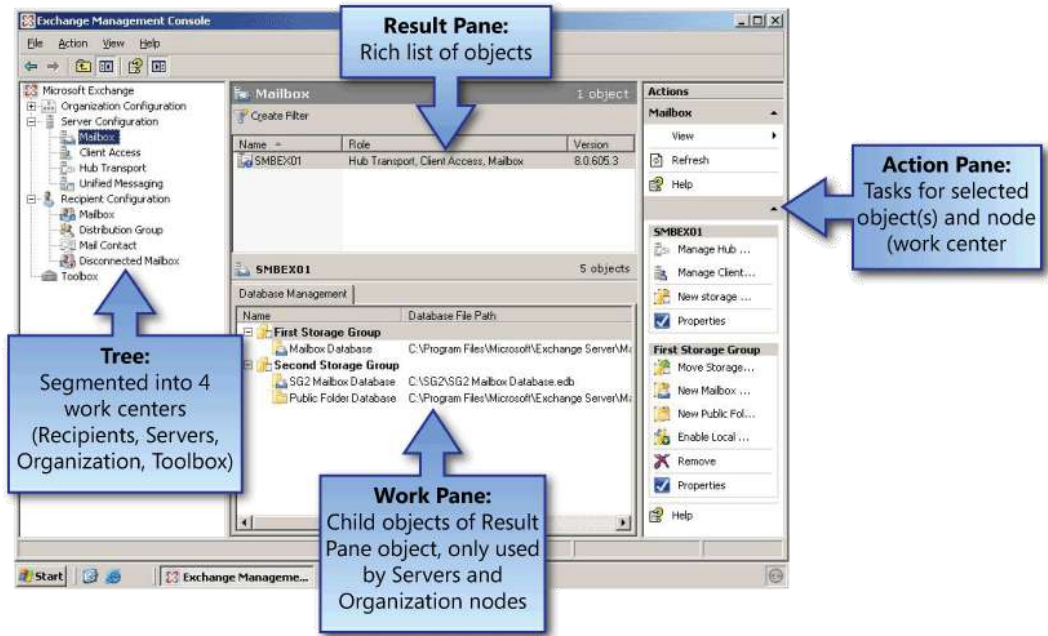 Exchange Management Console
File Action View Help
Microsoft Exchange
Organization Configuration
Server Configuration
Mailbox
Client Access
Hub Transport
Unified Messaging
Recipient Configuration
Mailbox
Distribution Group
Mail Contact
Disconnected Mailbox
Toolbox
Tree:
Segmented into 4
work centers
(Recipients, Servers,
Organization, Toolbox)
Result Pane:
Rich list of objects
Mailbox 1 object
Create Filter
Name Role Version
SMBEX01 Hub Transport, Client Access, Mailbox 8.0.605.3
SMBEX01 5 objects
Database Management
Name Database File Path
First Storage Group
Mailbox Database C:\Program Files\Microsoft\Exchange Server\Ma
Second Storage Group
SG2 Mailbox Database C:\SG2\SG2 Mailbox Database.edb
Public Folder Database C:\Program Files\Microsoft\Exchange Server\Ma
Work Pane:
Child objects of Result
Pane object, only used
by Servers and
Organization nodes
Actions
Mailbox
View
Refresh
Help
SMBEX01
Manage Hub ...
Manage Client...
New storage ...
Properties
First Storage Group
Move Storage...
New Mailbox ...
New Public Fol...
Enable Local ...
Remove
Properties
Help
Action Pane:
Tasks for selected
object(s) and node
(work center
Start Exchange Manageme...